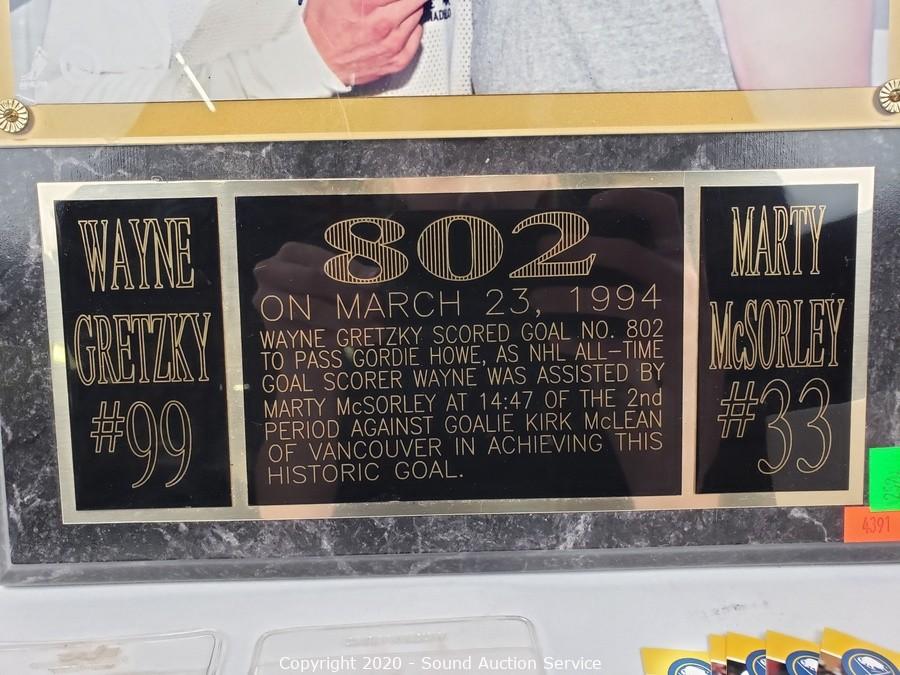 WAYNE
GRETZKY
#99
802
ON MARCH 23, 1994
WAYNE GRETZKY SCORED GOAL NO. 802
TO PASS GORDIE HOWE, AS NHL ALL-TIME
GOAL SCORER WAYNE WAS ASSISTED BY
MARTY McSORLEY AT 14:47 OF THE 2nd
PERIOD AGAINST GOALIE KIRK McLEAN
OF VANCOUVER IN ACHIEVING THIS
HISTORIC GOAL.
MARTY
McSORLEY
#33
4391
Copyright 2020 - Sound Auction Service